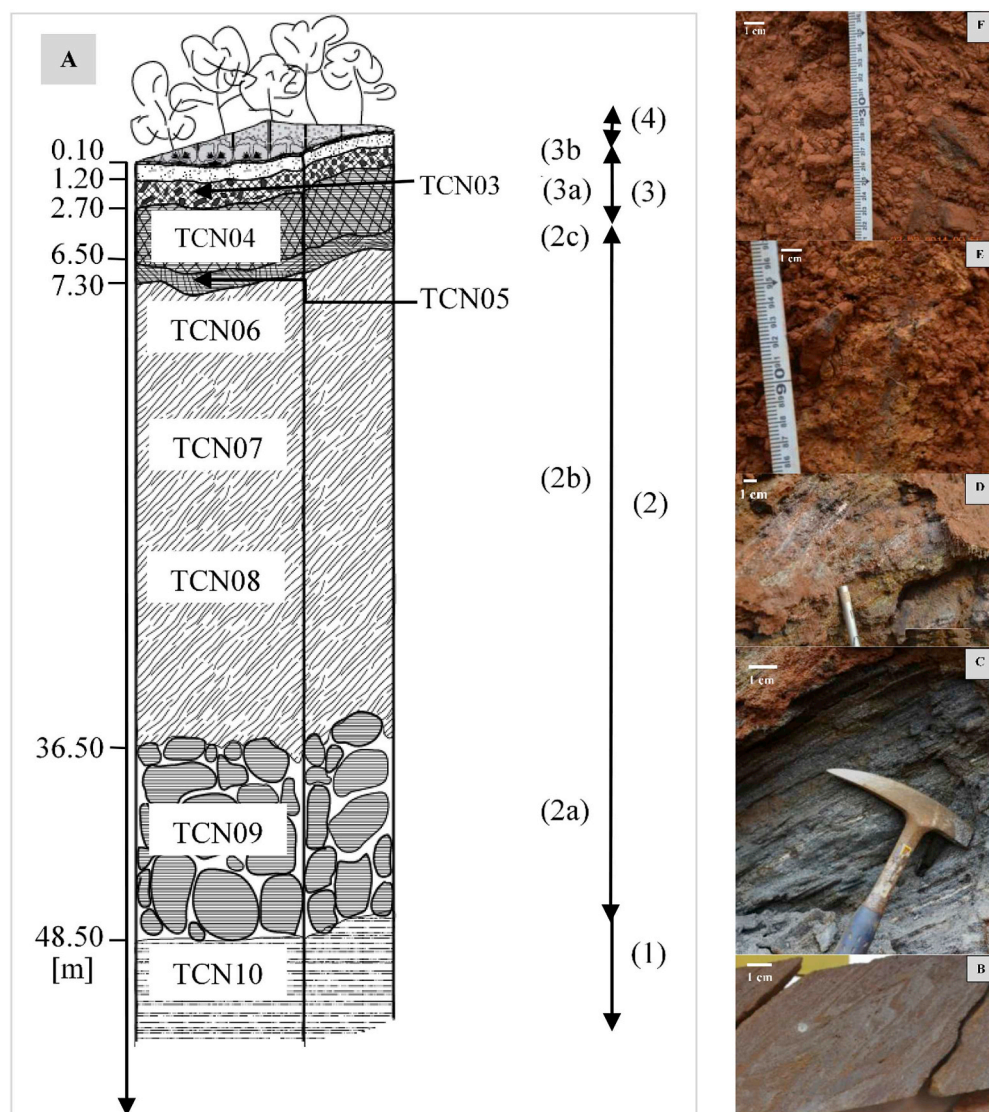 A
0.10
1.20
2.70
6.50
7.30
36.50
48.50
[m]
TCN03
TCN04
TCN05
TCN06
TCN07
TCN08
TCN09
TCN10
(4)
(3b
(3a)
(3)
(2c)
(2b)
(2)
(2a)
(1)
1 cm
F
30
1 cm
E
90
1 cm
D
1 cm
C
1 cm
B